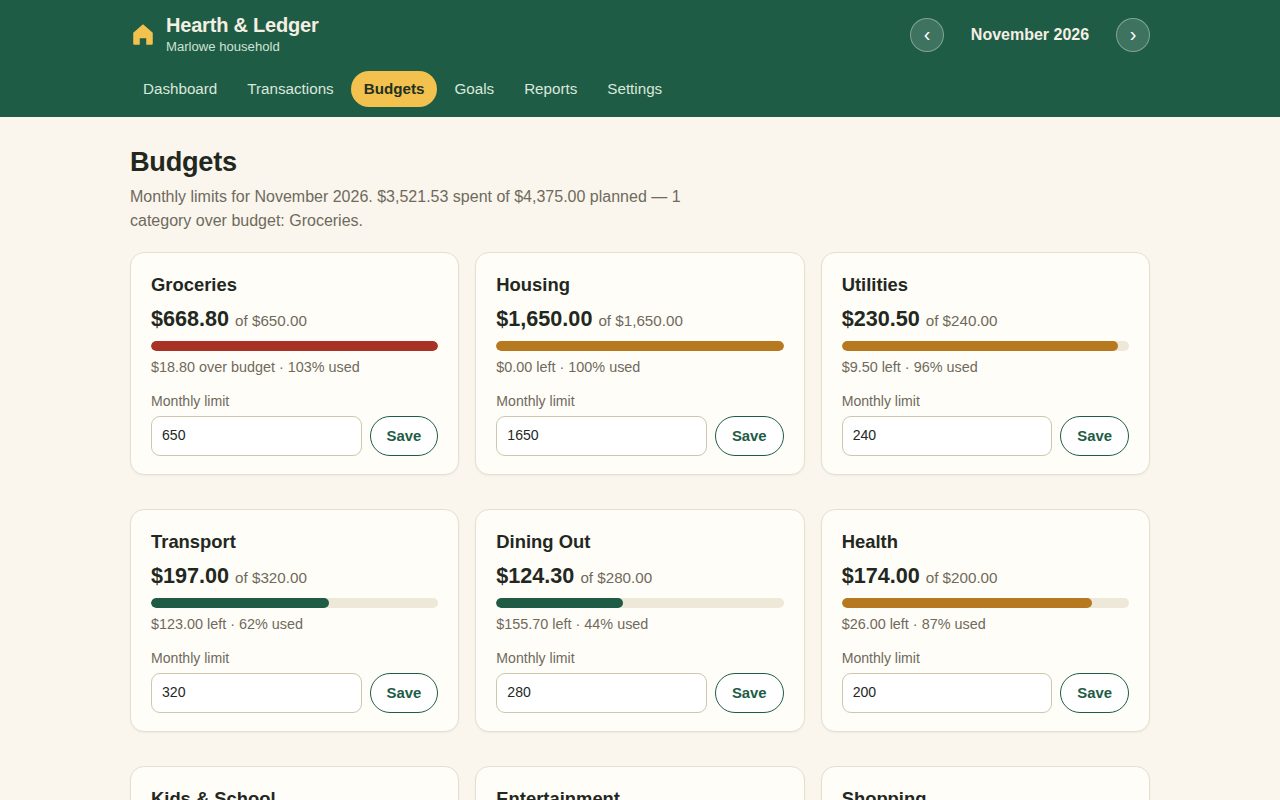 Hearth & Ledger
Marlowe household
‹
November 2026
›
Dashboard
Transactions
Budgets
Goals
Reports
Settings
Budgets
Monthly limits for November 2026. $3,521.53 spent of $4,375.00 planned — 1
category over budget: Groceries.
Groceries
$668.80 of $650.00
$18.80 over budget · 103% used
Monthly limit
650
Save
Housing
$1,650.00 of $1,650.00
$0.00 left · 100% used
Monthly limit
1650
Save
Utilities
$230.50 of $240.00
$9.50 left · 96% used
Monthly limit
240
Save
Transport
$197.00 of $320.00
$123.00 left · 62% used
Monthly limit
320
Save
Dining Out
$124.30 of $280.00
$155.70 left · 44% used
Monthly limit
280
Save
Health
$174.00 of $200.00
$26.00 left · 87% used
Monthly limit
200
Save
Kids & School
Entertainment
Shopping